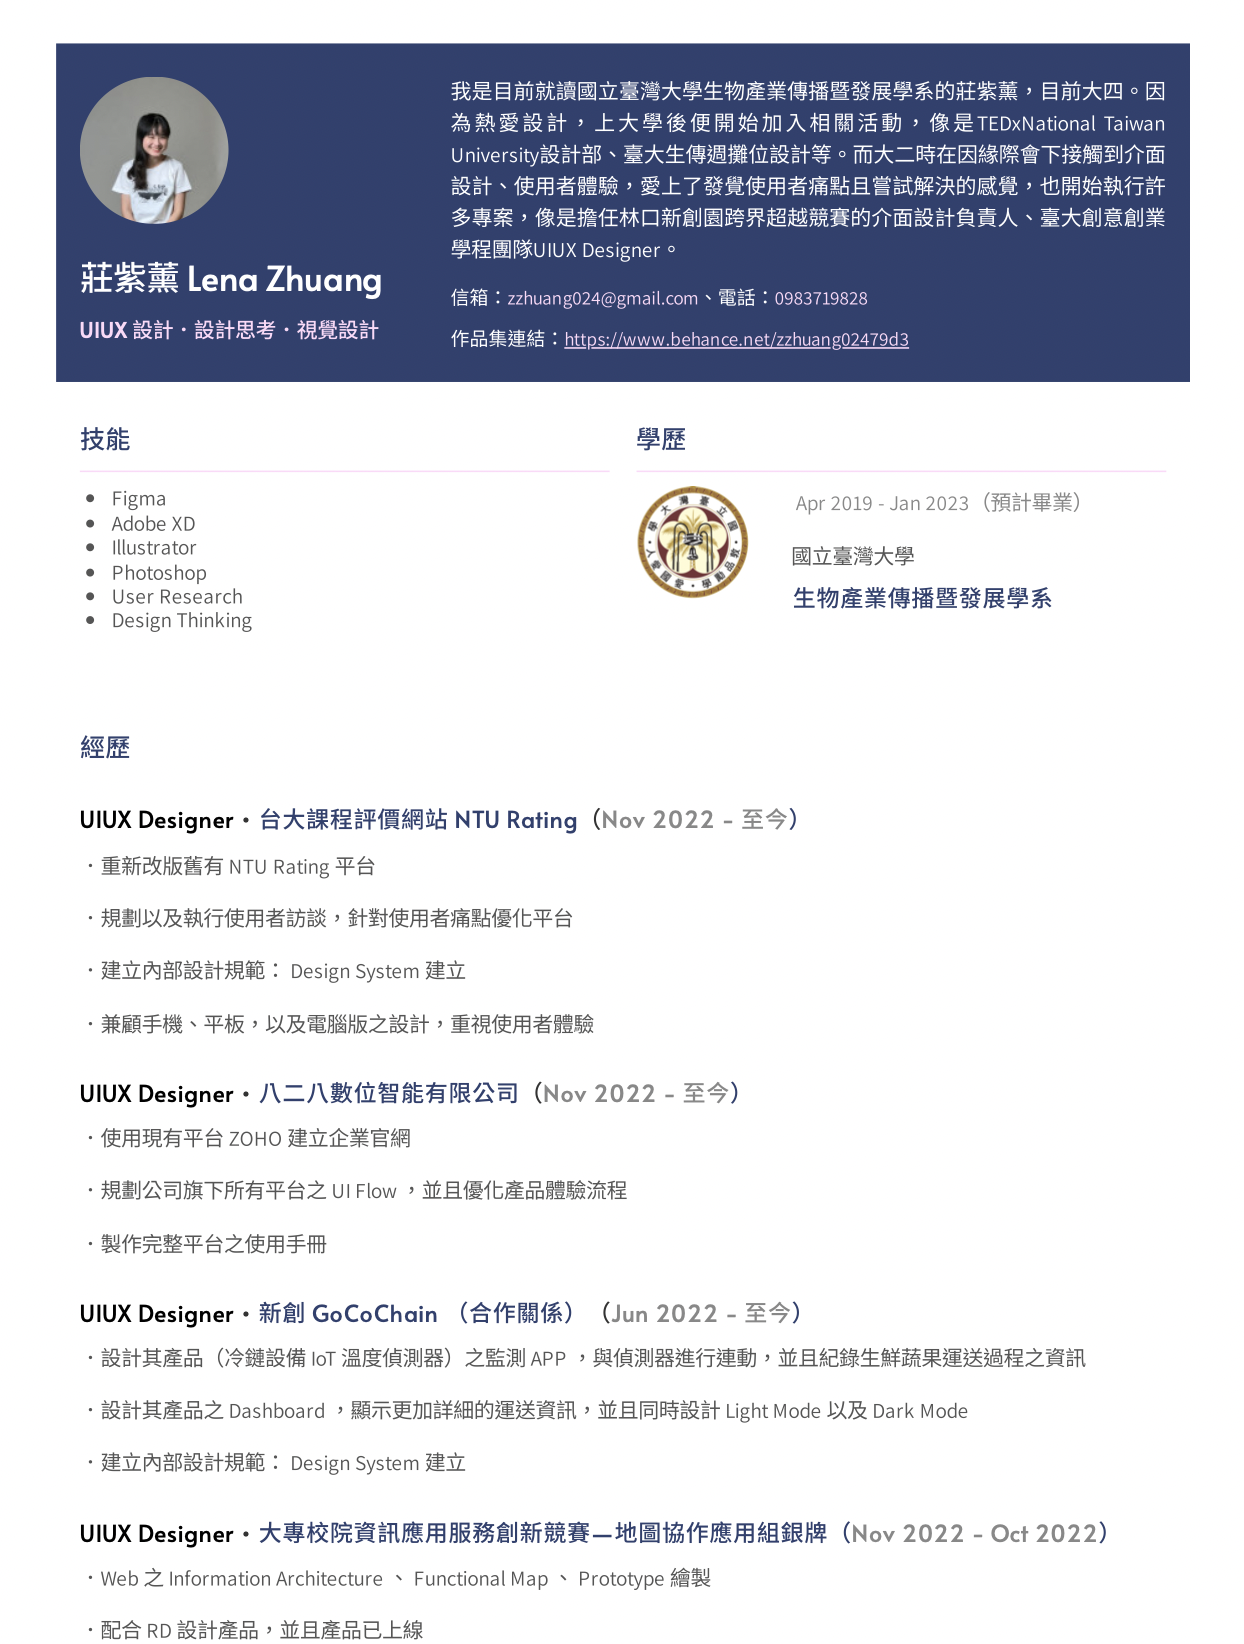 我是目前就讀國立臺灣大學生物產業傳播暨發展學系的莊紫薰，目前大四。因
為熱愛設計，上大學後便開始加入相關活動，像是TEDxNational Taiwan
University設計部、臺大生傳週攤位設計等。而大二時在因緣際會下接觸到介面
設計、使用者體驗，愛上了發覺使用者痛點且嘗試解決的感覺，也開始執行許
多專案，像是擔任林口新創園跨界超越競賽的介面設計負責人、臺大創意創業
學程團隊UIUX Designer。
信箱：zzhuang024@gmail.com、電話：0983719828
作品集連結：https://www.behance.net/zzhuang02479d3
莊紫薰 Lena Zhuang
UIUX 設計．設計思考．視覺設計
技能
Figma
Adobe XD
Illustrator
Photoshop
User Research
Design Thinking
學歷
國立臺灣大學
勵學・愛國・愛人
敦品
Apr 2019 - Jan 2023（預計畢業）
國立臺灣大學
生物產業傳播暨發展學系
經歷
UIUX Designer • 台大課程評價網站 NTU Rating（Nov 2022 - 至今）
．重新改版舊有 NTU Rating 平台
．規劃以及執行使用者訪談，針對使用者痛點優化平台
．建立內部設計規範： Design System 建立
．兼顧手機、平板，以及電腦版之設計，重視使用者體驗
UIUX Designer • 八二八數位智能有限公司（Nov 2022 - 至今）
．使用現有平台 ZOHO 建立企業官網
．規劃公司旗下所有平台之 UI Flow ，並且優化產品體驗流程
．製作完整平台之使用手冊
UIUX Designer • 新創 GoCoChain （合作關係）（Jun 2022 - 至今）
．設計其產品（冷鏈設備 IoT 溫度偵測器）之監測 APP ，與偵測器進行連動，並且紀錄生鮮蔬果運送過程之資訊
．設計其產品之 Dashboard ，顯示更加詳細的運送資訊，並且同時設計 Light Mode 以及 Dark Mode
．建立內部設計規範： Design System 建立
UIUX Designer • 大專校院資訊應用服務創新競賽—地圖協作應用組銀牌（Nov 2022 - Oct 2022）
．Web 之 Information Architecture 、 Functional Map 、 Prototype 繪製
．配合 RD 設計產品，並且產品已上線